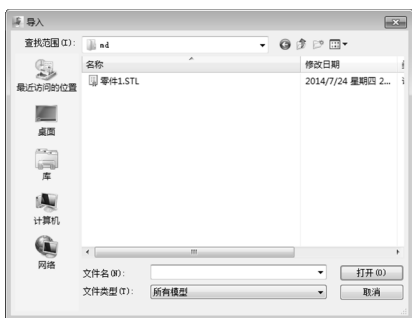 导入
查找范围(I): md
名称 修改日期
零件1.STL 2014/7/24 星期四 2...
最近访问的位置
桌面
库
计算机
网络
文件名(N): 打开(O)
文件类型(T): 所有模型 取消